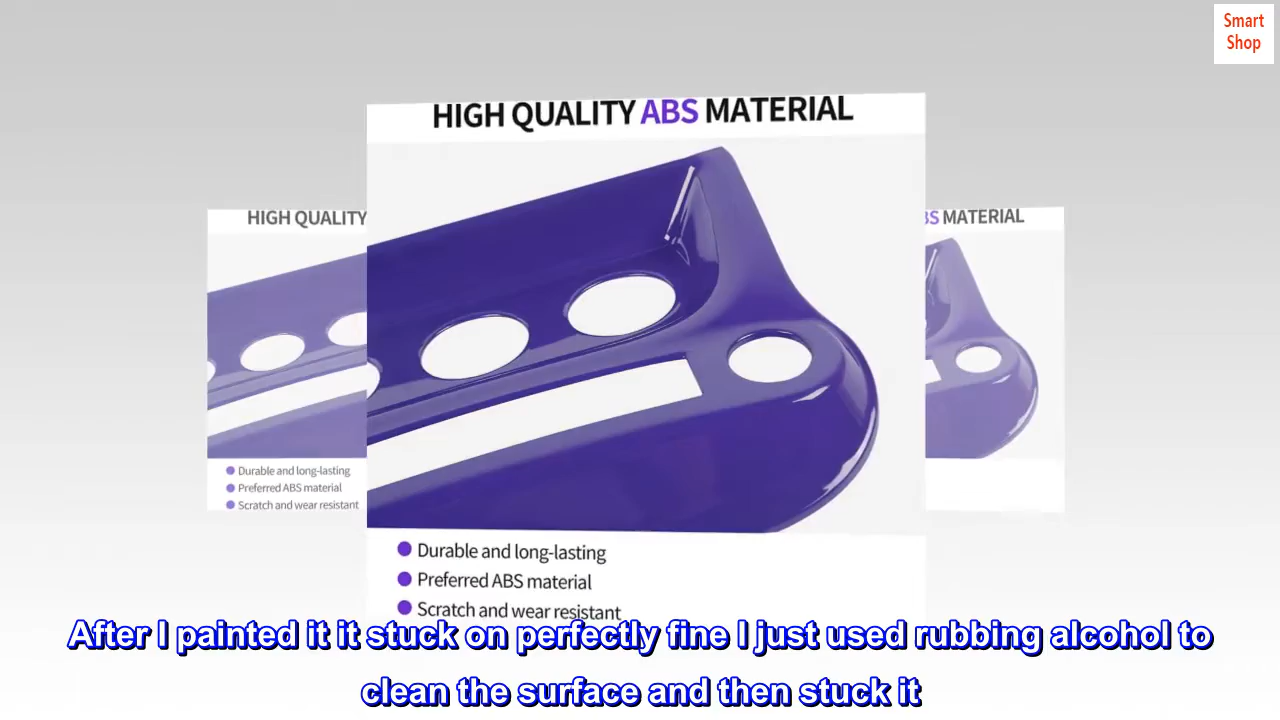 Smart
Shop
HIGH QUALITY ABS MATERIAL
HIGH QUALITY
BS MATERIAL
Durable and long-lasting
Preferred ABS material
Scratch and wear resistant
Durable and long-lasting
Preferred ABS material
Scratch and wear resistant
After I painted it it stuck on perfectly fine I just used rubbing alcohol to
clean the surface and then stuck it